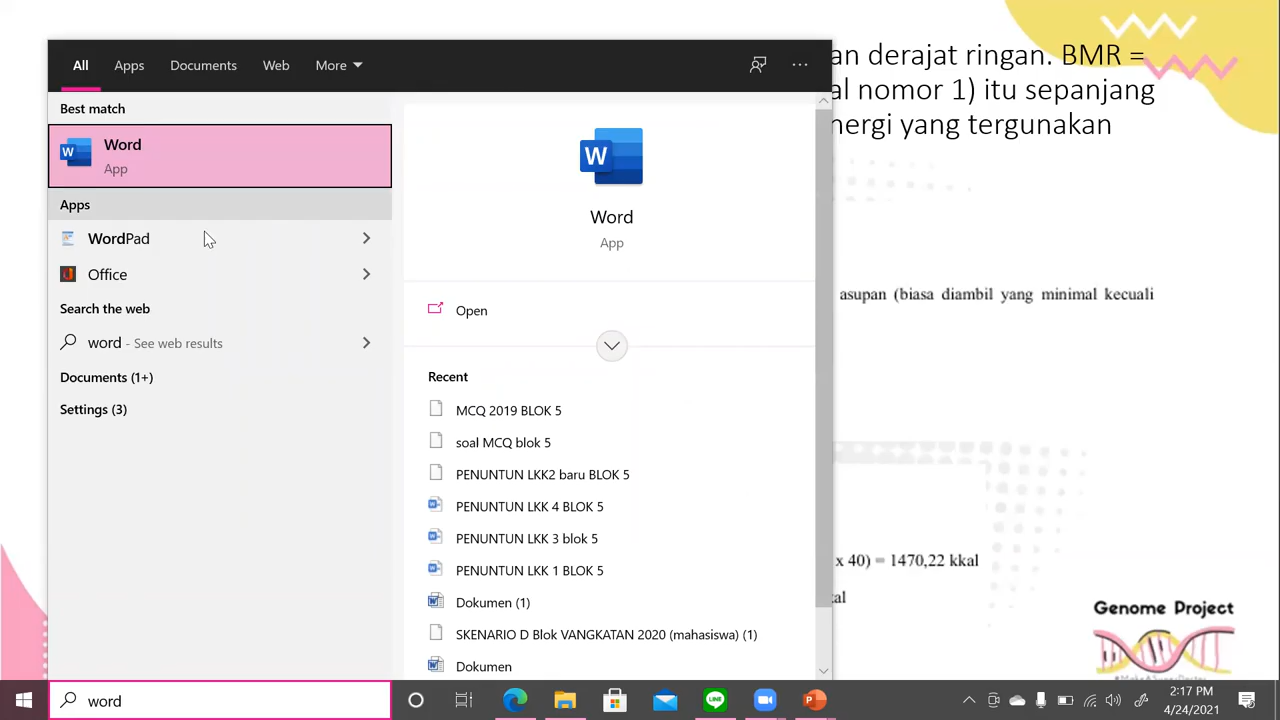 All Apps Documents Web More ...
an derajat ringan. BMR =
al nomor 1) itu sepanjang
nergi yang tergunakan
Best match
Word
App
Apps
WordPad
Office
Search the web
word - See web results
Documents (1+)
Settings (3)
W
Word
App
Open
Recent
MCQ 2019 BLOK 5
soal MCQ blok 5
PENUNTUN LKK2 baru BLOK 5
PENUNTUN LKK 4 BLOK 5
PENUNTUN LKK 3 blok 5
PENUNTUN LKK 1 BLOK 5
Dokumen (1)
SKENARIO D Blok VANGKATAN 2020 (mahasiswa) (1)
Dokumen
asupan (biasa diambil yang minimal kecuali
x 40) = 1470,22 kkal
al
Genome Project
word
2:17 PM
4/24/2021